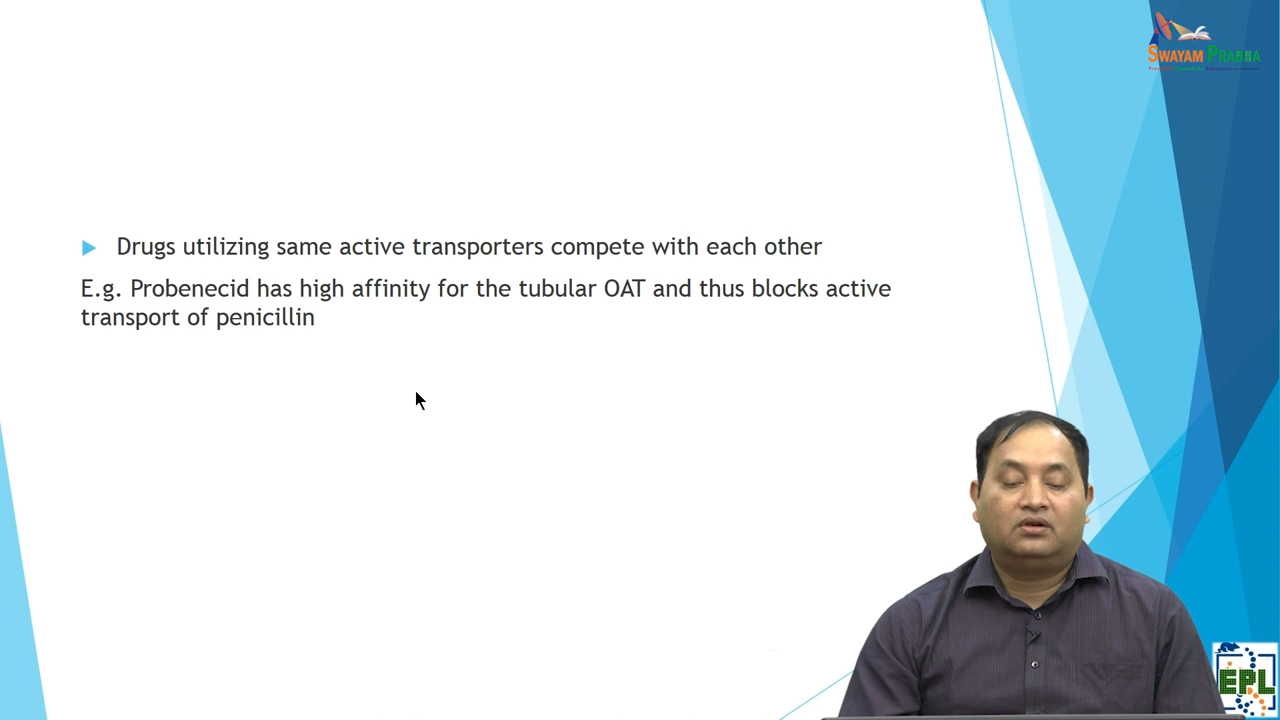 SWAYAM PRABHA
Drugs utilizing same active transporters compete with each other
E.g. Probenecid has high affinity for the tubular OAT and thus blocks active
transport of penicillin
EPL